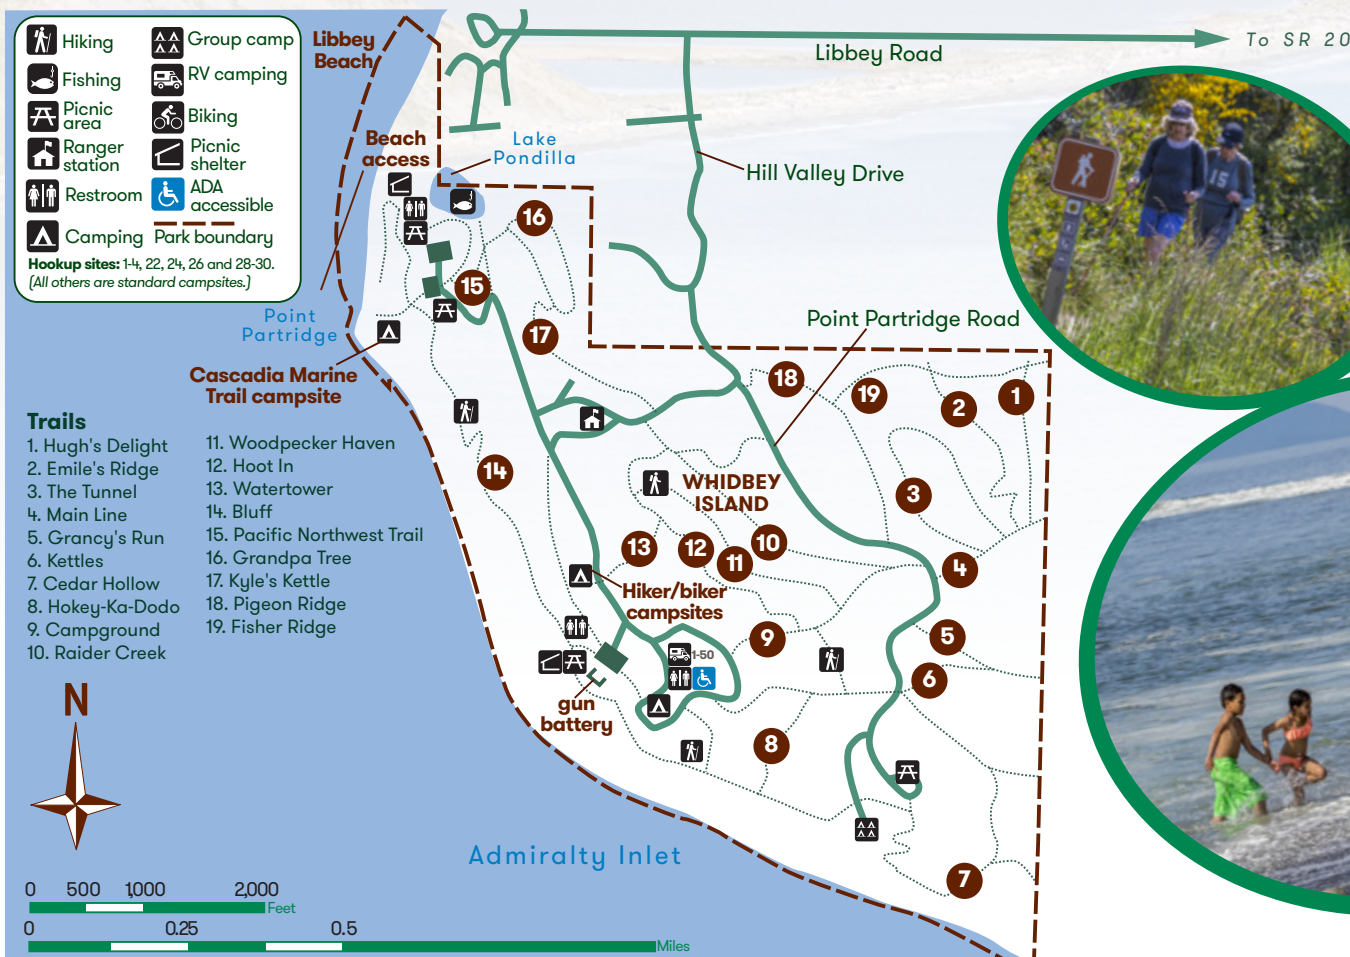 Hiking
Group camp
Fishing
RV camping
Picnic
area
Biking
Ranger
station
Picnic
shelter
Restroom
ADA
accessible
Camping
Park boundary
Hookup sites: 1-4, 22, 24, 26 and 28-30.
(All others are standard campsites.)
Libbey
Beach
Libbey Road
To SR 20
Beach
access
Lake
Pondilla
Hill Valley Drive
15
16
15
17
Point
Partridge
Point Partridge Road
Cascadia Marine
Trail campsite
18
19
2
1
14
WHIDBEY
ISLAND
3
13
12
11
10
4
Hiker/biker
campsites
9
5
6
1-50
gun
battery
8
7
Trails
1. Hugh's Delight
2. Emile's Ridge
3. The Tunnel
4. Main Line
5. Grancy's Run
6. Kettles
7. Cedar Hollow
8. Hokey-Ka-Dodo
9. Campground
10. Raider Creek
11. Woodpecker Haven
12. Hoot In
13. Watertower
14. Bluff
15. Pacific Northwest Trail
16. Grandpa Tree
17. Kyle's Kettle
18. Pigeon Ridge
19. Fisher Ridge
N
Admiralty Inlet
0 500 1,000 2,000
Feet
0 0.25 0.5
Miles